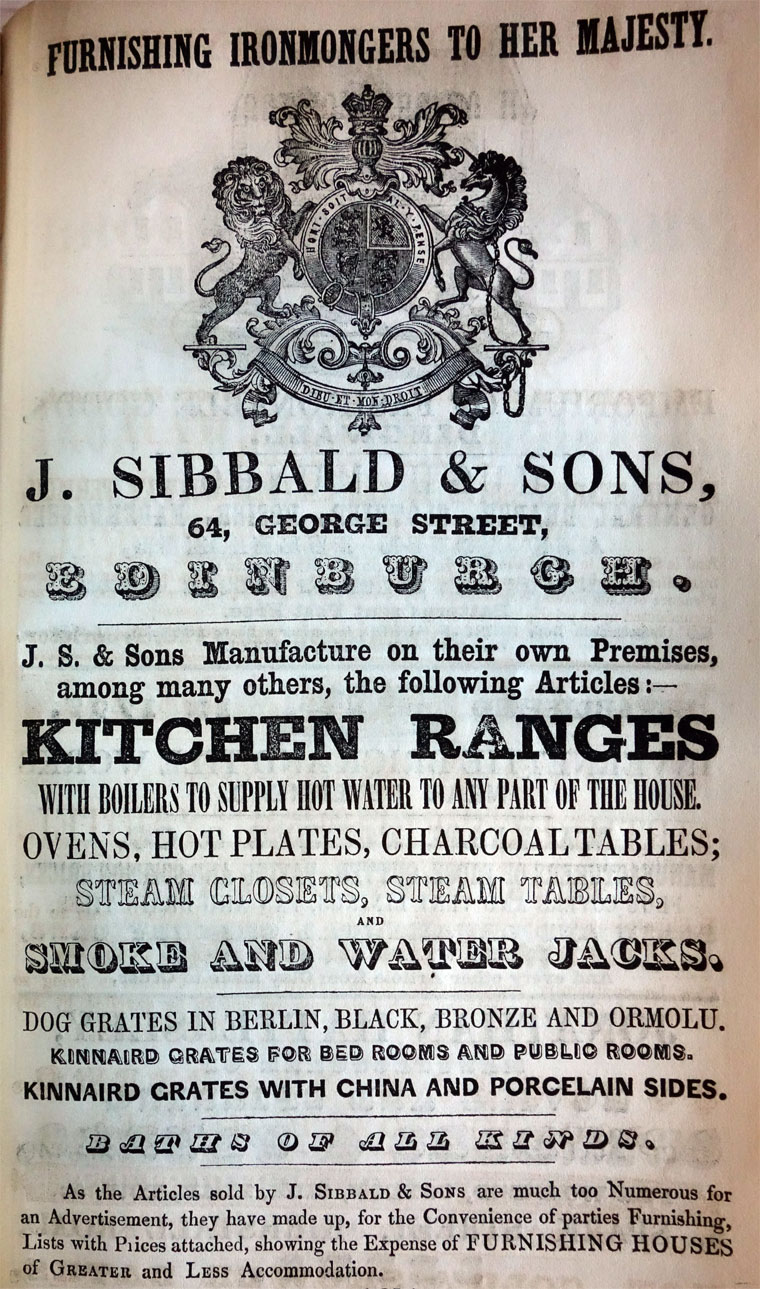 FURNISHING IRONMONGERS TO HER MAJESTY.
HONI · SOIT AL · Y · PENSE
DIEU · ET · MON · DROIT
J. SIBBALD & SONS,
64, GEORGE STREET,
EDINBURGH.
J. S. & Sons Manufacture on their own Premises,
among many others, the following Articles:—
KITCHEN RANGES
WITH BOILERS TO SUPPLY HOT WATER TO ANY PART OF THE HOUSE.
OVENS, HOT PLATES, CHARCOAL TABLES;
STEAM CLOSETS, STEAM TABLES,
AND
SMOKE AND WATER JACKS.
DOG GRATES IN BERLIN, BLACK, BRONZE AND ORMOLU.
KINNAIRD GRATES FOR BED ROOMS AND PUBLIC ROOMS.
KINNAIRD GRATES WITH CHINA AND PORCELAIN SIDES.
BATHS OF ALL KINDS.
As the Articles sold by J. SIBBALD & SONS are much too Numerous for
an Advertisement, they have made up, for the Convenience of parties Furnishing,
Lists with Prices attached, showing the Expense of FURNISHING HOUSES
of GREATER and LESS Accommodation.